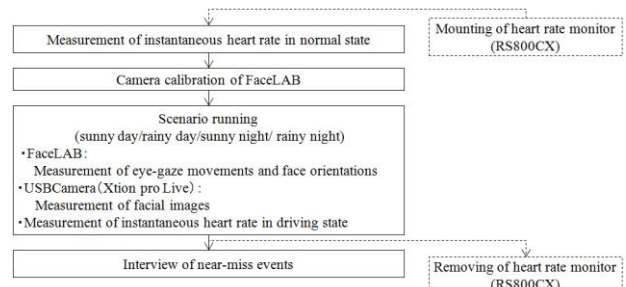 Measurement of instantaneous heart rate in normal state
Mounting of heart rate monitor
(RS800CX)
Camera calibration of FaceLAB
Scenario running
(sunny day/rainy day/sunny night/ rainy night)
・FaceLAB:
Measurement of eye-gaze movements and face orientations
・USBCamera(Xtion pro Live):
Measurement of facial images
・Measurement of instantaneous heart rate in driving state
Interview of near-miss events
Removing of heart rate monitor
(RS800CX)